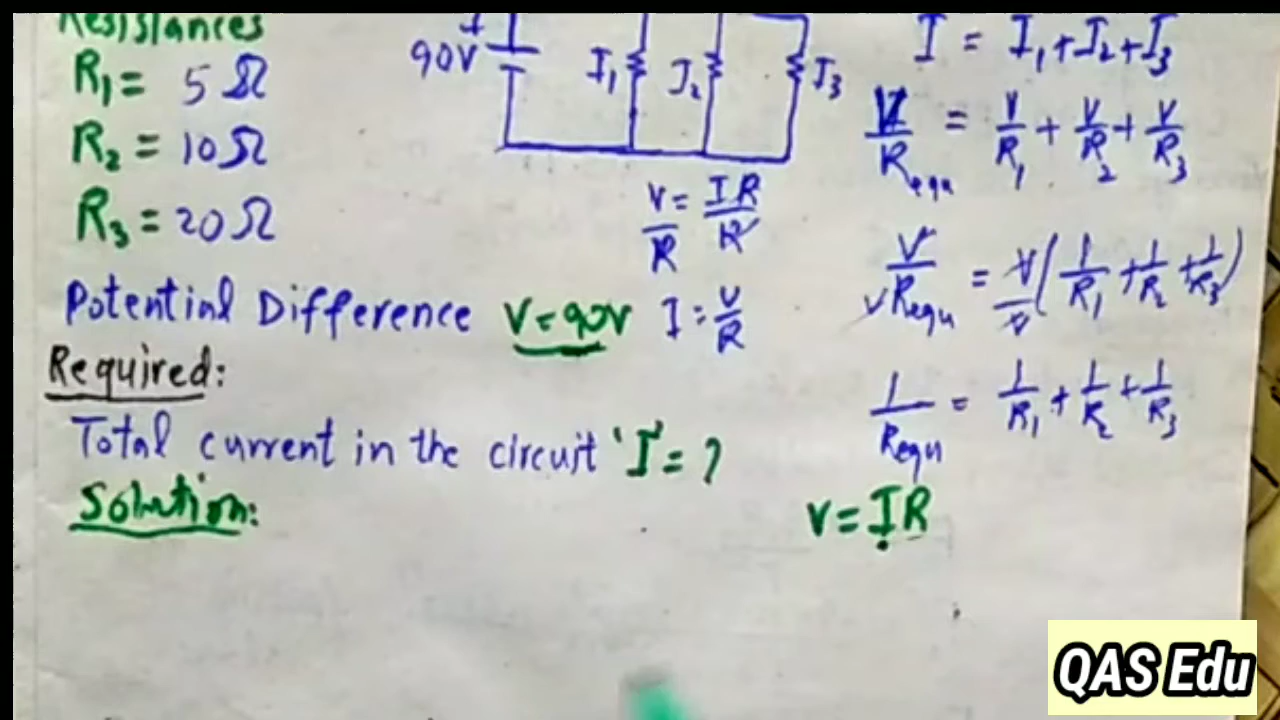 Resistances
R₁ = 5 Ω
R₂ = 10 Ω
R₃ = 20 Ω
Potential Difference V = 90V
Required:
Total current in the circuit 'I' = ?
Solution:
I
90V
I₁
I₂
I₃
V/R = IR/R
I = V/R
I = I₁ + I₂ + I₃
V/Requ = V/R₁ + V/R₂ + V/R₃
V/VRequ = V/V (1/R₁ + 1/R₂ + 1/R₃)
1/Requ = 1/R₁ + 1/R₂ + 1/R₃
V = IR
QAS Edu